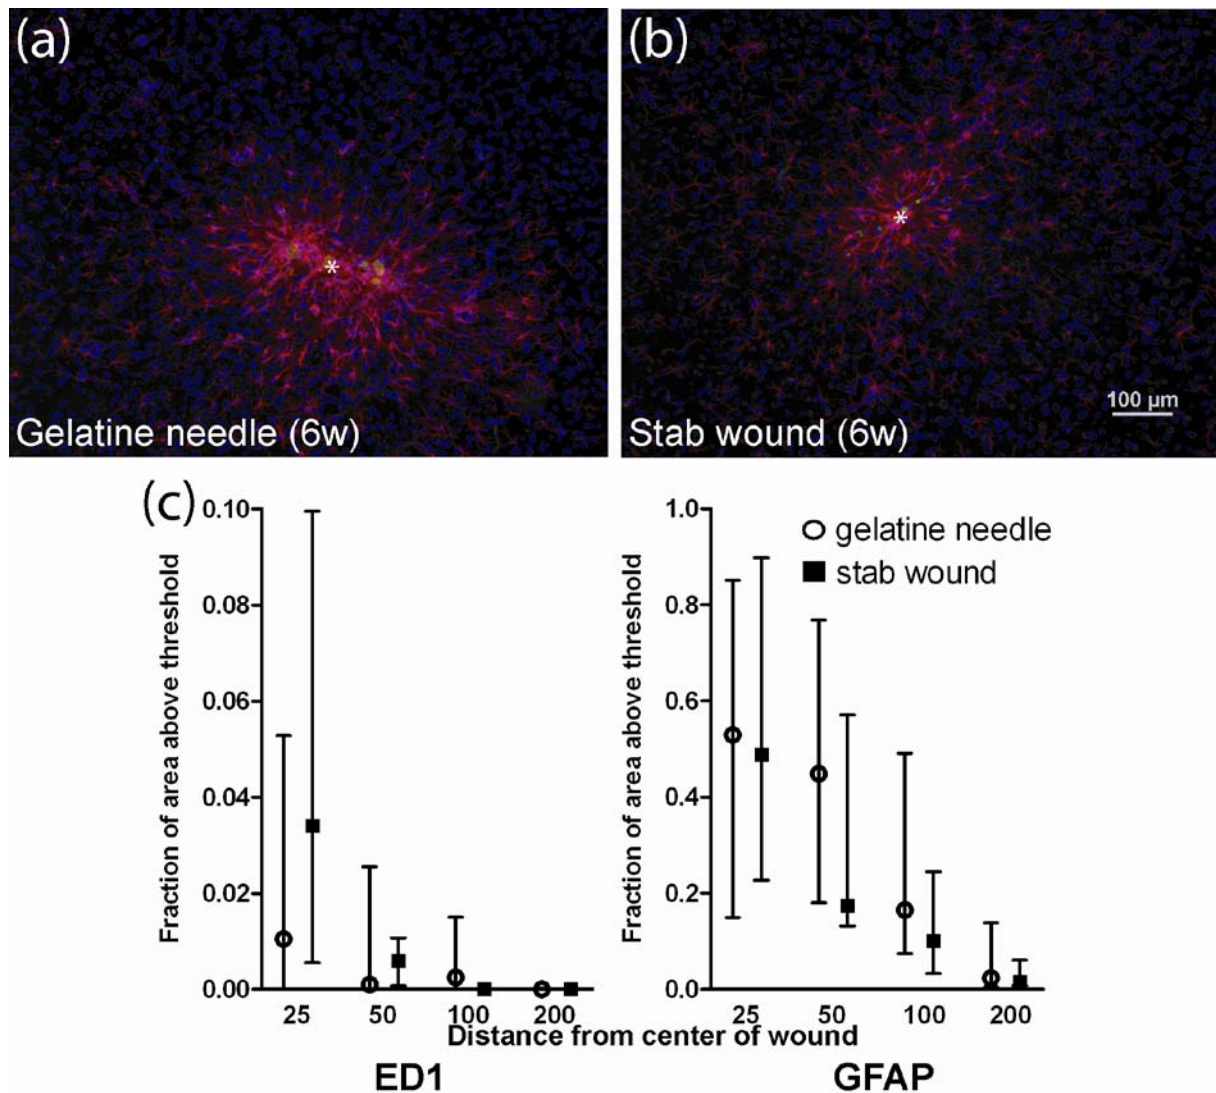 (a)
(b)
*
*
100 µm
Gelatine needle (6w)
Stab wound (6w)
(c)
0.10
0.08
0.06
0.04
0.02
0.00
Fraction of area above threshold
25 50 100 200
ED1
1.0
0.8
0.6
0.4
0.2
0.0
Fraction of area above threshold
gelatine needle
stab wound
25 50 100 200
GFAP
Distance from center of wound